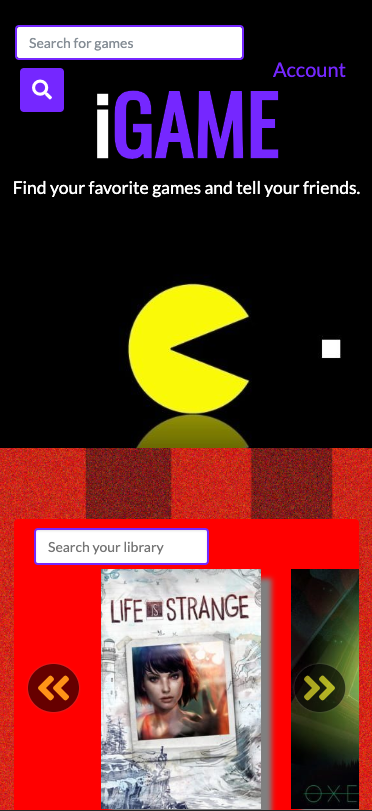 Search for games
Account
iGAME
Find your favorite games and tell your friends.
Search your library
LIFE IS STRANGE
OXE